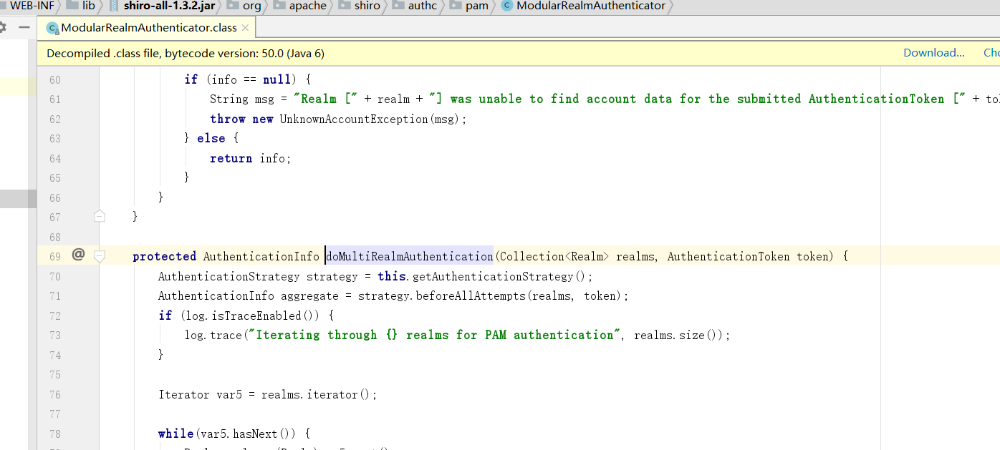 WEB-INF lib shiro-all-1.3.2.jar org apache shiro authc pam ModularRealmAuthenticator
ModularRealmAuthenticator.class
Decompiled .class file, bytecode version: 50.0 (Java 6) Download...
60 if (info == null) {
61 String msg = "Realm [" + realm + "] was unable to find account data for the submitted AuthenticationToken [" +
62 throw new UnknownAccountException(msg);
63 } else {
64 return info;
65 }
66 }
67 }
68
69 @ protected AuthenticationInfo doMultiRealmAuthentication(Collection<Realm> realms, AuthenticationToken token) {
70 AuthenticationStrategy strategy = this.getAuthenticationStrategy();
71 AuthenticationInfo aggregate = strategy.beforeAllAttempts(realms, token);
72 if (log.isTraceEnabled()) {
73 log.trace("Iterating through {} realms for PAM authentication", realms.size());
74 }
75
76 Iterator var5 = realms.iterator();
77
78 while(var5.hasNext()) {